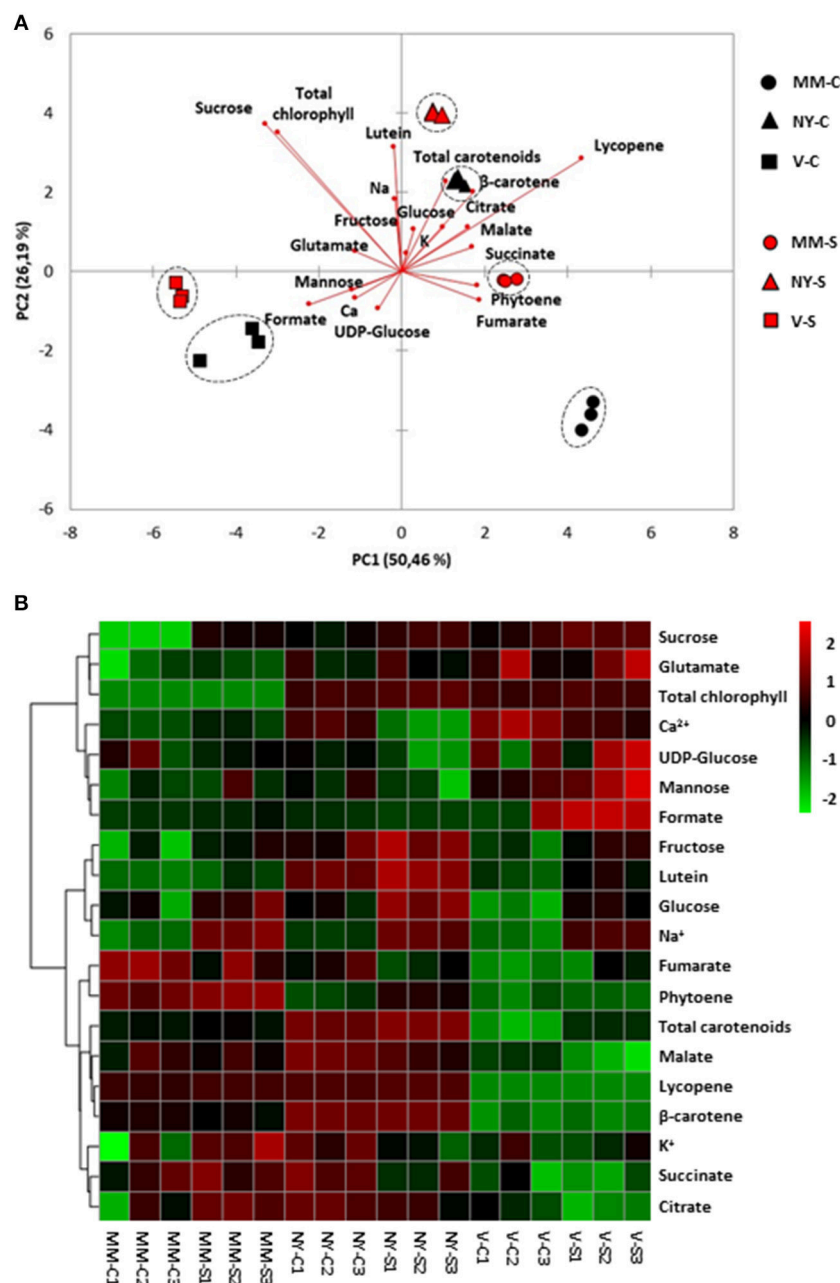 A
6
4
2
0
-2
-4
-6
-8
-6
-4
-2
0
2
4
6
8
PC2 (26,19 %)
PC1 (50,46 %)
Sucrose
Total
chlorophyll
Lutein
Na
Fructose
Glucose
K
Glutamate
Mannose
Formate
Ca
UDP-Glucose
Total carotenoids
β-carotene
Citrate
Malate
Succinate
Phytoene
Fumarate
Lycopene
MM-C
NY-C
V-C
MM-S
NY-S
V-S
B
Sucrose
Glutamate
Total chlorophyll
Ca²⁺
UDP-Glucose
Mannose
Formate
Fructose
Lutein
Glucose
Na⁺
Fumarate
Phytoene
Total carotenoids
Malate
Lycopene
β-carotene
K⁺
Succinate
Citrate
2
1
0
-1
-2
MM-C1
MM-C2
MM-C3
MM-S1
MM-S2
MM-S3
NY-C1
NY-C2
NY-C3
NY-S1
NY-S2
NY-S3
V-C1
V-C2
V-C3
V-S1
V-S2
V-S3